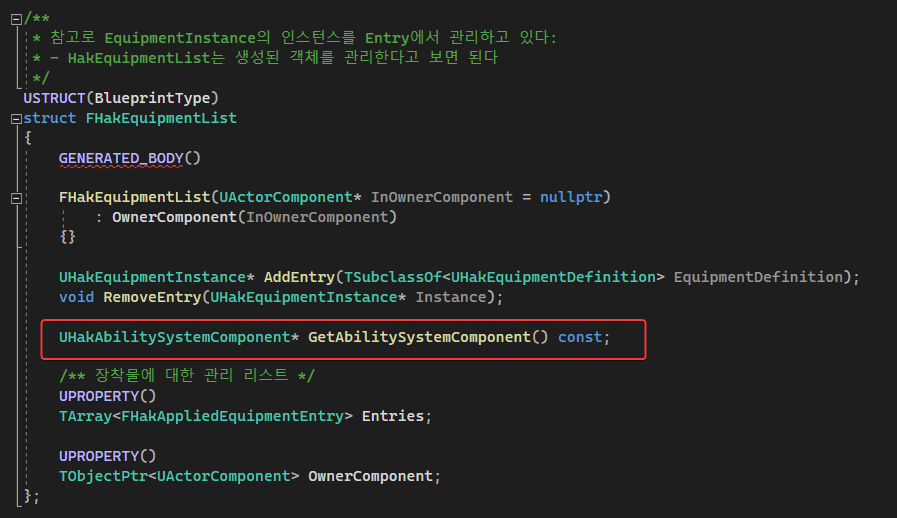 /**
 * 참고로 EquipmentInstance의 인스턴스를 Entry에서 관리하고 있다:
 * - HakEquipmentList는 생성된 객체를 관리한다고 보면 된다
 */
USTRUCT(BlueprintType)
struct FHakEquipmentList
{
    GENERATED_BODY()
    FHakEquipmentList(UActorComponent* InOwnerComponent = nullptr)
        : OwnerComponent(InOwnerComponent)
    {}
    UHakEquipmentInstance* AddEntry(TSubclassOf<UHakEquipmentDefinition> EquipmentDefinition);
    void RemoveEntry(UHakEquipmentInstance* Instance);
    UHakAbilitySystemComponent* GetAbilitySystemComponent() const;
    /** 장착물에 대한 관리 리스트 */
    UPROPERTY()
    TArray<FHakAppliedEquipmentEntry> Entries;
    UPROPERTY()
    TObjectPtr<UActorComponent> OwnerComponent;
};